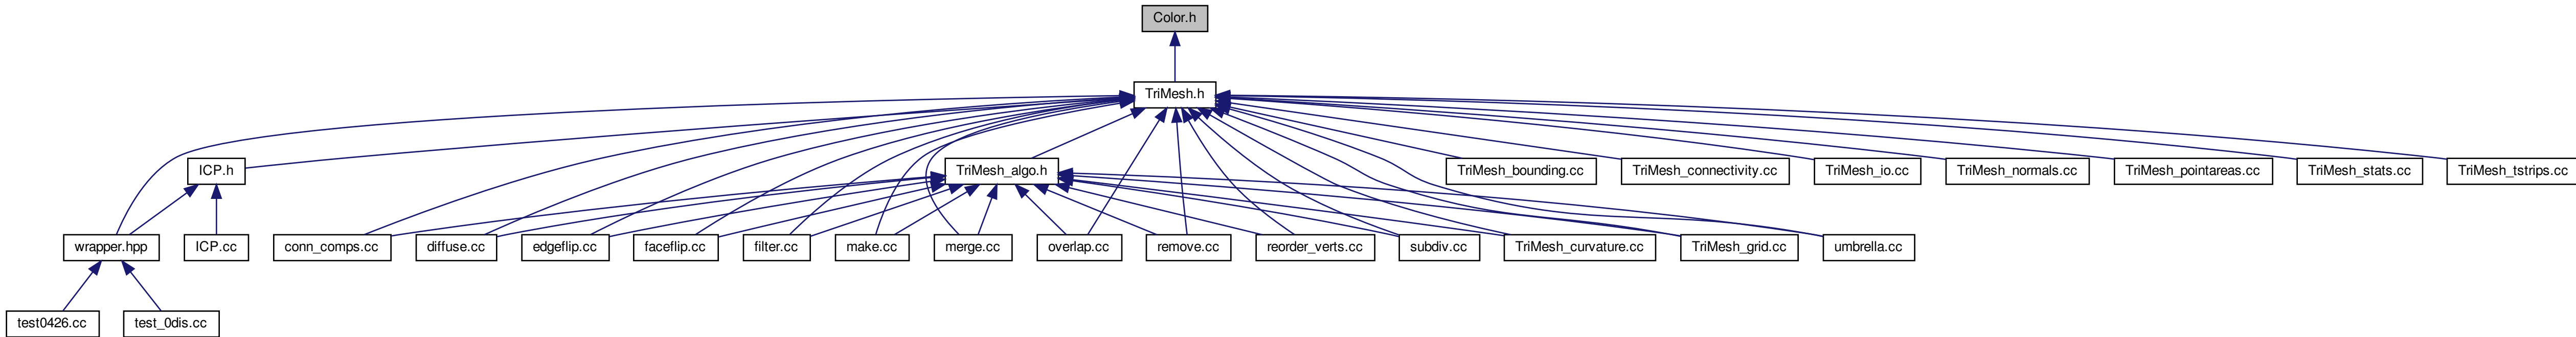 Color.h
TriMesh.h
ICP.h
TriMesh_algo.h
TriMesh_bounding.cc
TriMesh_connectivity.cc
TriMesh_io.cc
TriMesh_normals.cc
TriMesh_pointareas.cc
TriMesh_stats.cc
TriMesh_tstrips.cc
wrapper.hpp
ICP.cc
conn_comps.cc
diffuse.cc
edgeflip.cc
faceflip.cc
filter.cc
make.cc
merge.cc
overlap.cc
remove.cc
reorder_verts.cc
subdiv.cc
TriMesh_curvature.cc
TriMesh_grid.cc
umbrella.cc
test0426.cc
test_0dis.cc